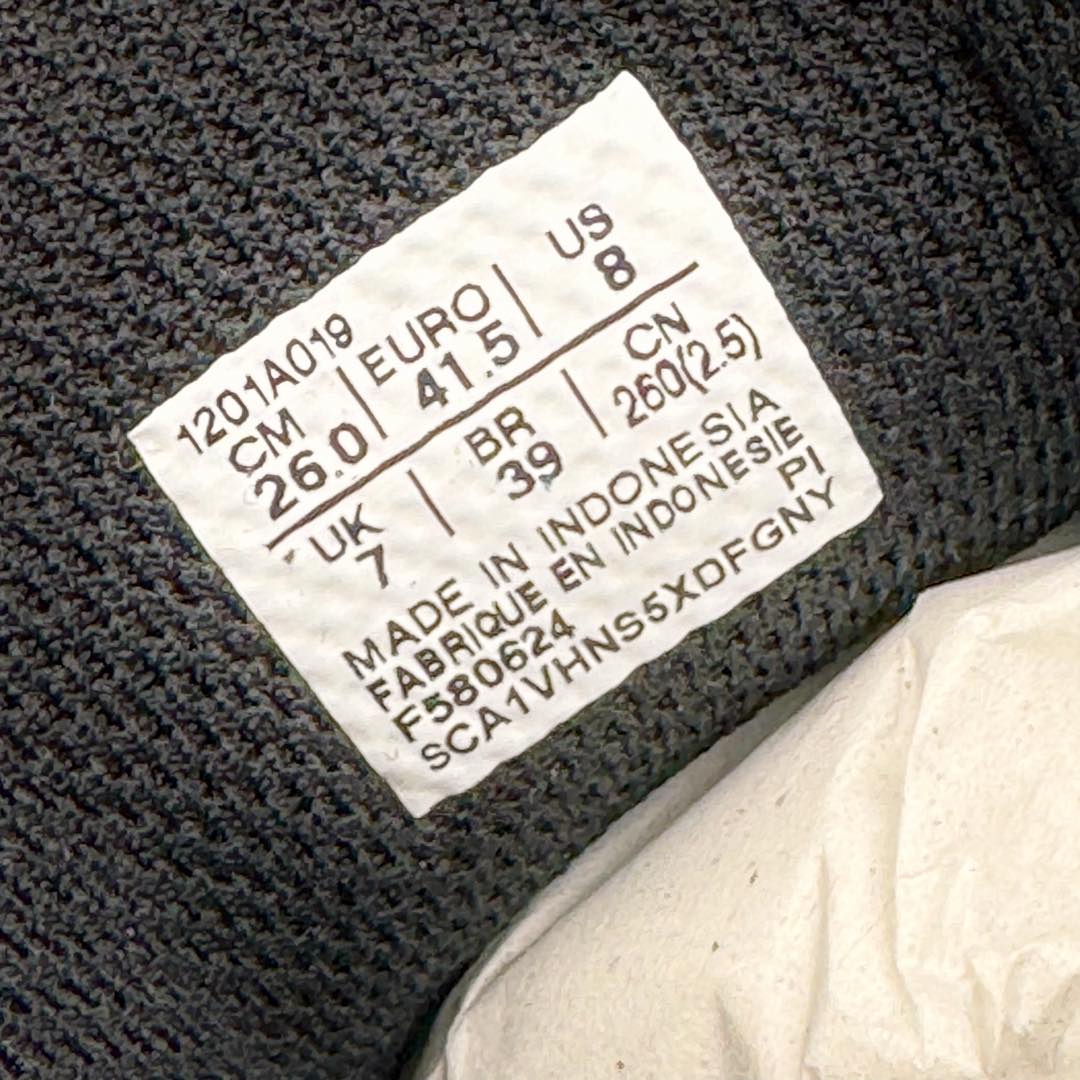 1201A019
CM EURO US
26.0 41.5 8
UK BR CN
7 39 260(2.5)
MADE IN INDONESIA
FABRIQUE EN INDONESIE
F580624 PI
SCA1VHNS5XDFGNY